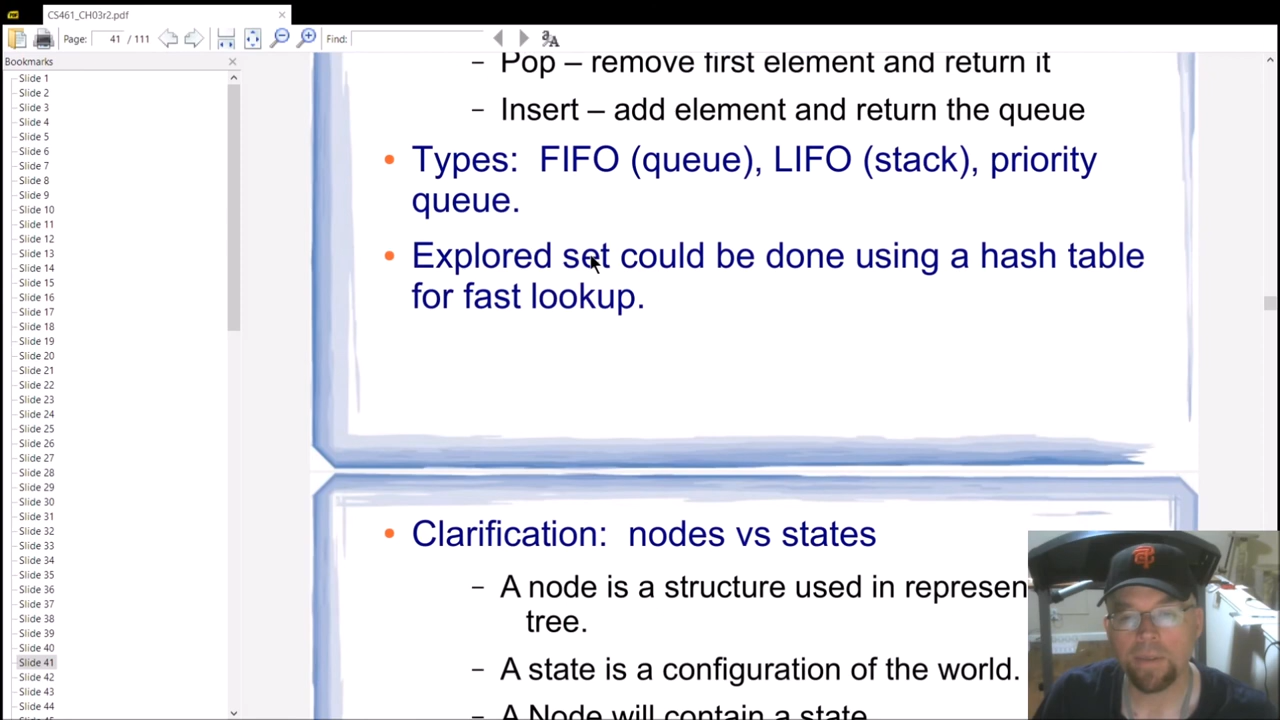 CS461_CH03r2.pdf
Page: 41 / 111 Find:
Bookmarks
Slide 1
Slide 2
Slide 3
Slide 4
Slide 5
Slide 6
Slide 7
Slide 8
Slide 9
Slide 10
Slide 11
Slide 12
Slide 13
Slide 14
Slide 15
Slide 16
Slide 17
Slide 18
Slide 19
Slide 20
Slide 21
Slide 22
Slide 23
Slide 24
Slide 25
Slide 26
Slide 27
Slide 28
Slide 29
Slide 30
Slide 31
Slide 32
Slide 33
Slide 34
Slide 35
Slide 36
Slide 37
Slide 38
Slide 39
Slide 40
Slide 41
Slide 42
Slide 43
Slide 44
– Pop – remove first element and return it
– Insert – add element and return the queue
• Types: FIFO (queue), LIFO (stack), priority
queue.
• Explored set could be done using a hash table
for fast lookup.
• Clarification: nodes vs states
– A node is a structure used in represen
tree.
– A state is a configuration of the world.
– A Node will contain a state